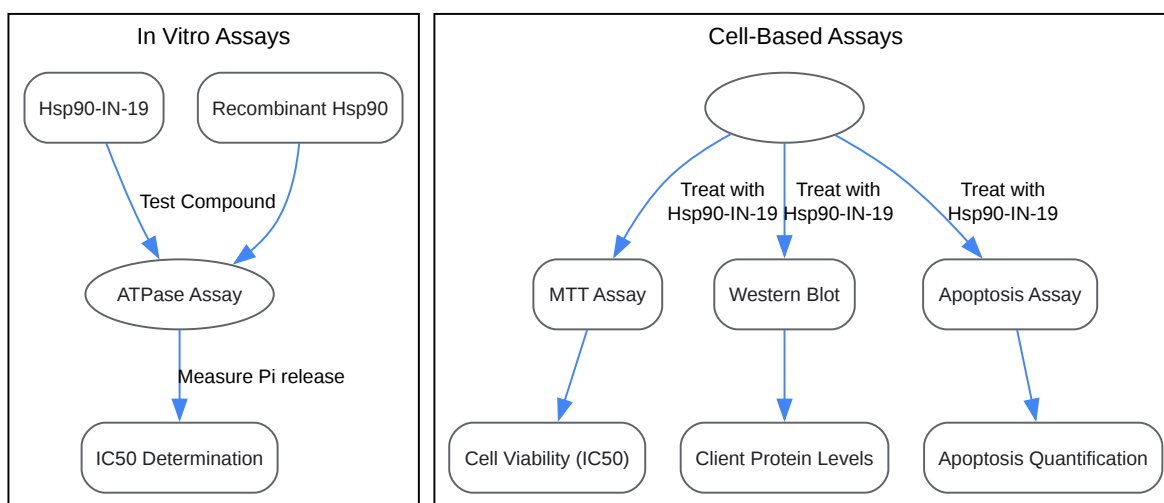 In Vitro Assays
Hsp90-IN-19
Recombinant Hsp90
Test Compound
ATPase Assay
Measure Pi release
IC50 Determination
Cell-Based Assays
Treat with
Hsp90-IN-19
Treat with
Hsp90-IN-19
Treat with
Hsp90-IN-19
MTT Assay
Western Blot
Apoptosis Assay
Cell Viability (IC50)
Client Protein Levels
Apoptosis Quantification